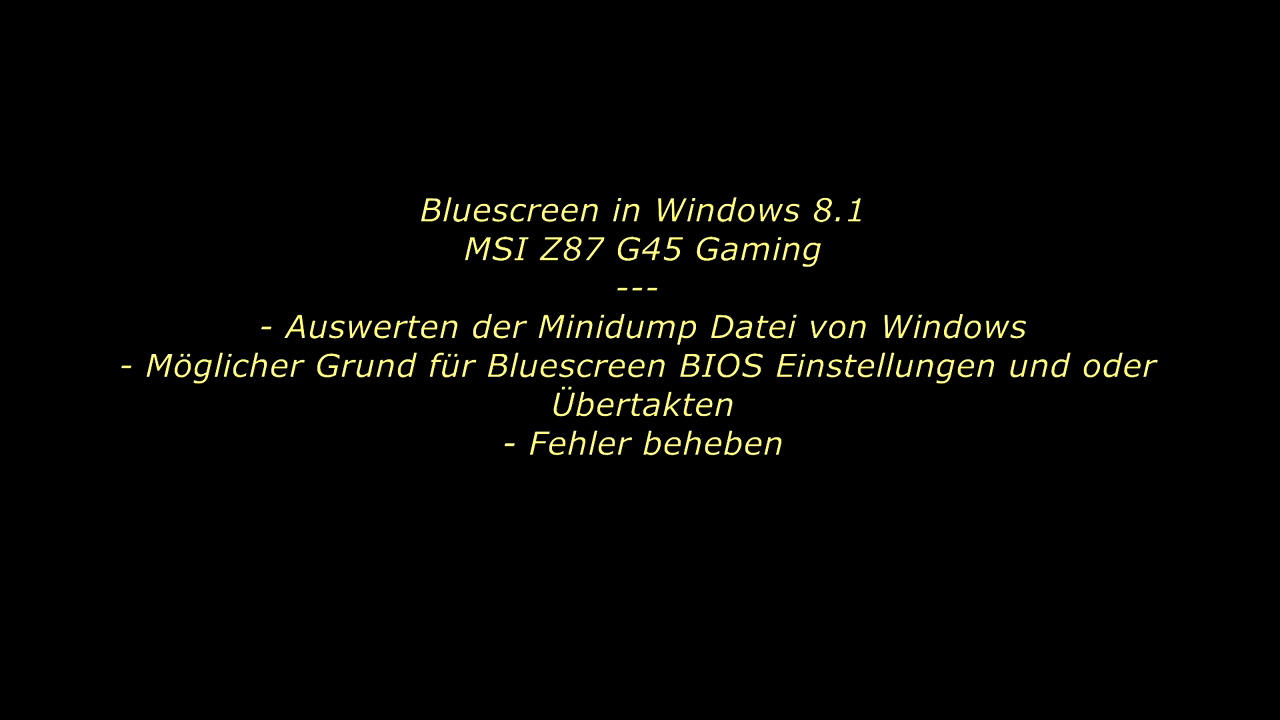 Bluescreen in Windows 8.1
MSI Z87 G45 Gaming
---
- Auswerten der Minidump Datei von Windows
- Möglicher Grund für Bluescreen BIOS Einstellungen und oder
Übertakten
- Fehler beheben